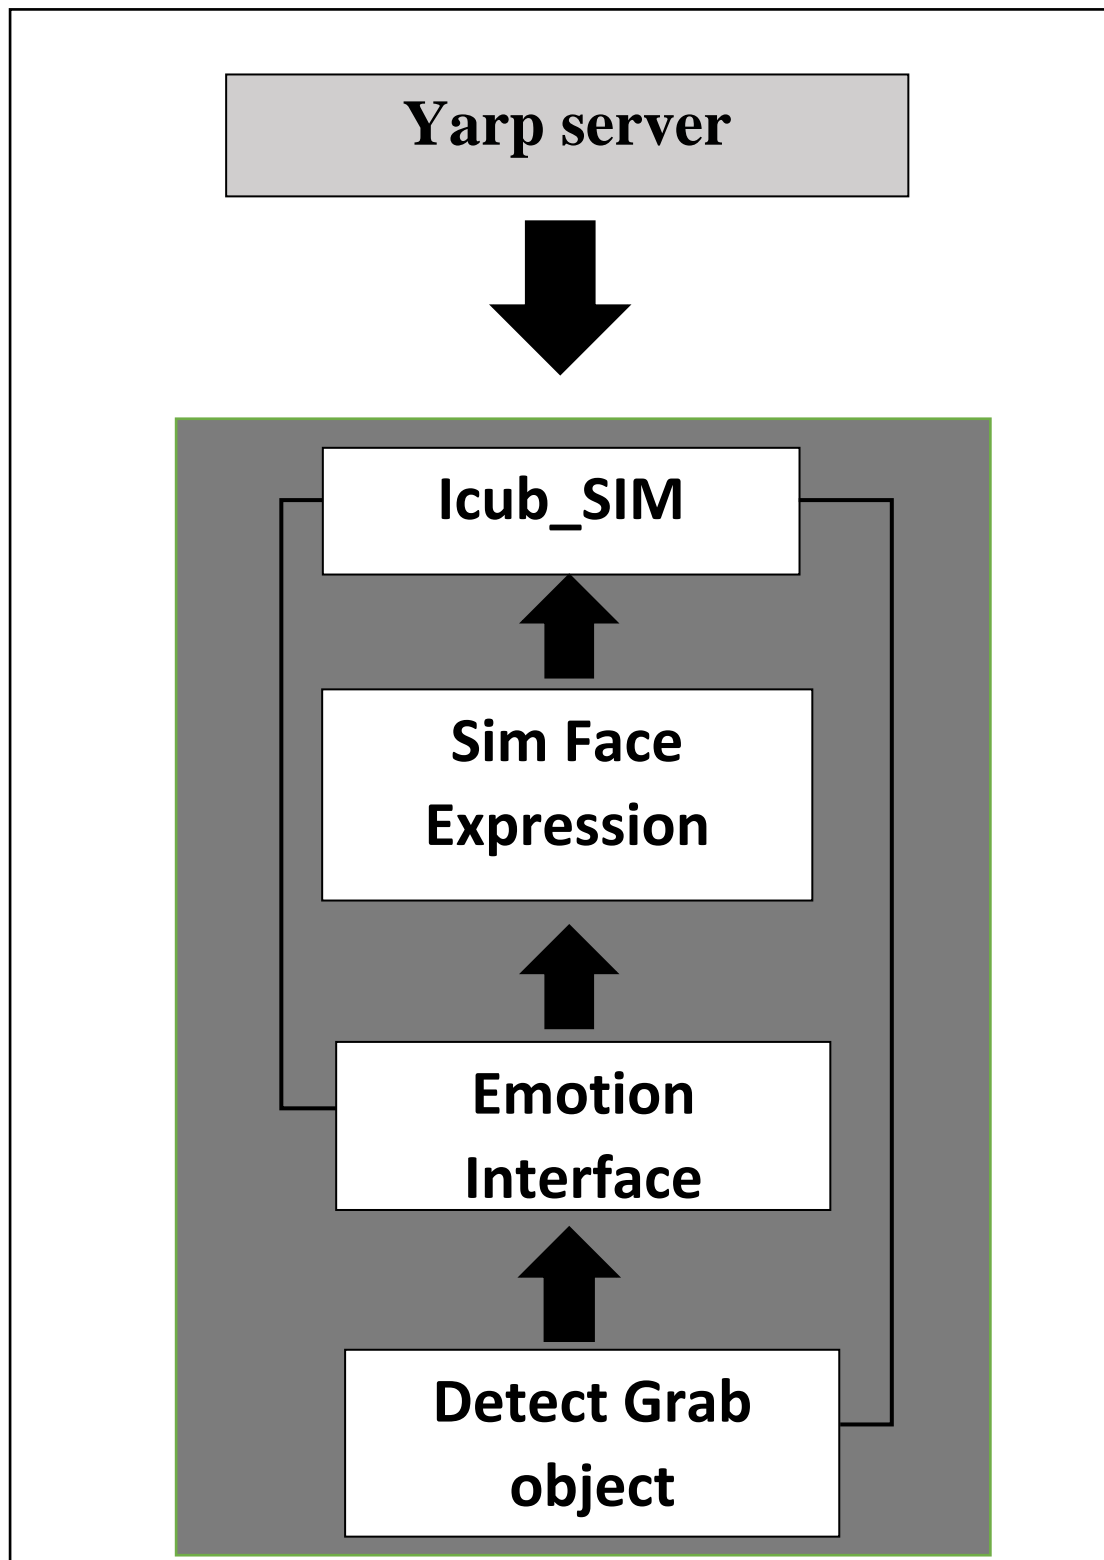 Yarp server
Icub_SIM
Sim Face
Expression
Emotion
Interface
Detect Grab
object